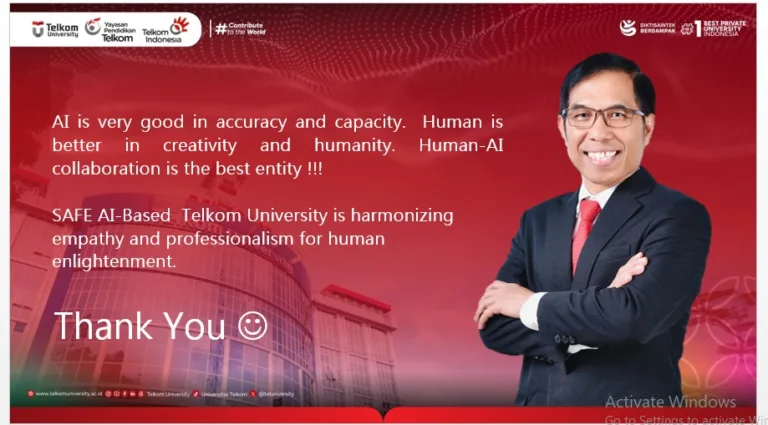 Telkom
University
Yayasan
Pendidikan
Telkom
Telkom
Indonesia
#Contribute
to the World
DIKTISAINTEK
BERDAMPAK
#1 BEST PRIVATE
UNIVERSITY
INDONESIA
AI is very good in accuracy and capacity. Human is
better in creativity and humanity. Human-AI
collaboration is the best entity !!!
SAFE AI-Based Telkom University is harmonizing
empathy and professionalism for human
enlightenment.
Thank You ☺
www.telkomuniversity.ac.id Telkom University Universitas Telkom @teluniversity
Activate Windows
Go to Settings to activate Win